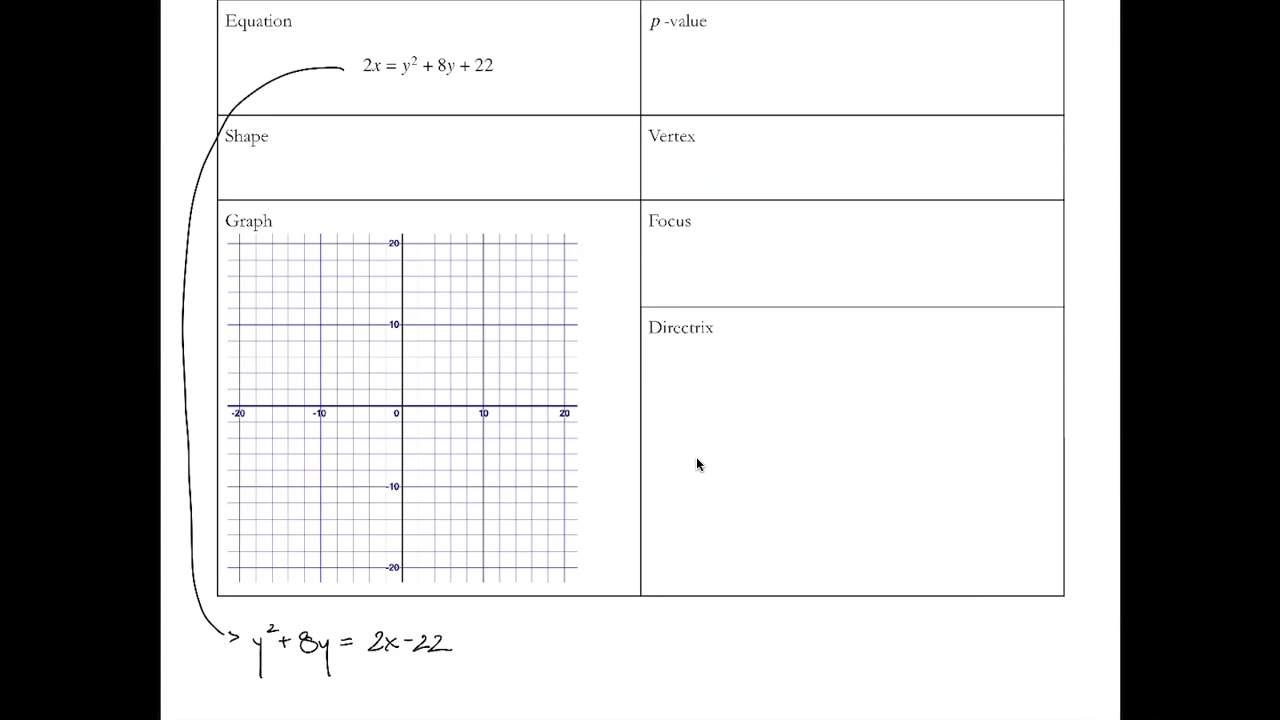 Equation
p -value
2x = y² + 8y + 22
Shape
Vertex
Graph
Focus
20
10
-20 -10 0 10 20
-10
-20
Directrix
y² + 8y = 2x - 22